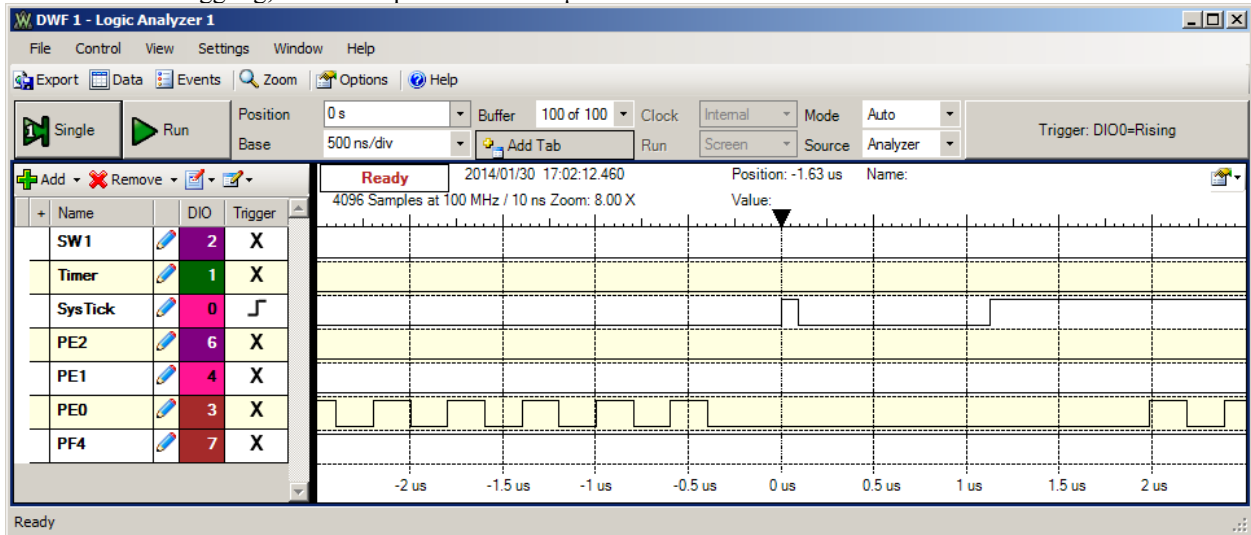 DWF 1 - Logic Analyzer 1
File Control View Settings Window Help
Export Data Events Zoom Options Help
Single Run Position 0 s Buffer 100 of 100 Clock Internal Mode Auto Trigger: DIO0=Rising
Base 500 ns/div Add Tab Run Screen Source Analyzer
Add Remove Ready 2014/01/30 17:02:12.460 Position: -1.63 us Name:
4096 Samples at 100 MHz / 10 ns Zoom: 8.00 X Value:
+ Name DIO Trigger
SW1 2 X
Timer 1 X
SysTick 0
PE2 6 X
PE1 4 X
PE0 3 X
PF4 7 X
-2 us -1.5 us -1 us -0.5 us 0 us 0.5 us 1 us 1.5 us 2 us
Ready